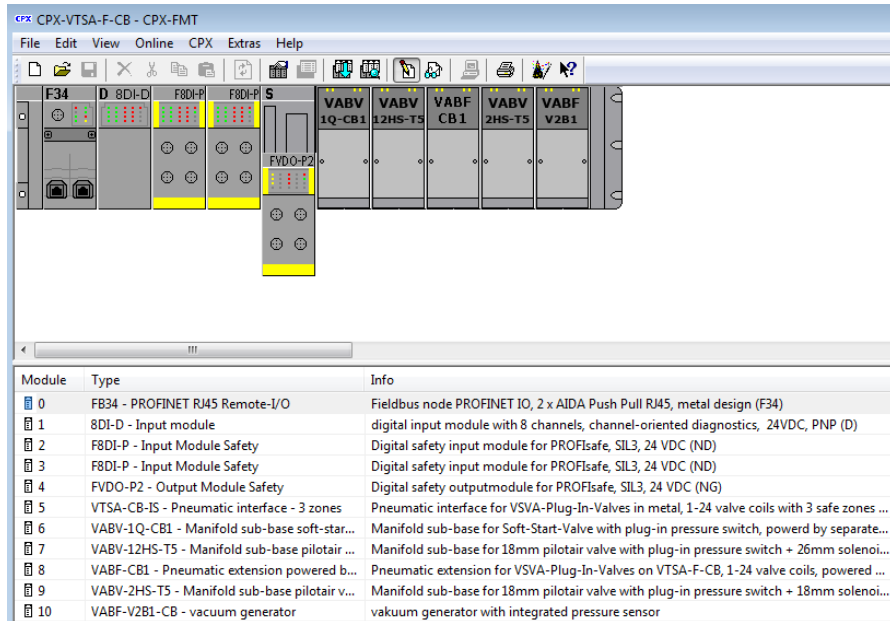 CPX CPX-VTSA-F-CB - CPX-FMT
File Edit View Online CPX Extras Help
F34 D 8DI-D F8DI-P F8DI-P S
VABV VABV VABF VABV VABF
1Q-CB1 12HS-T5 CB1 2HS-T5 V2B1
FVDO-P2
Module Type Info
0 FB34 - PROFINET RJ45 Remote-I/O Fieldbus node PROFINET IO, 2 x AIDA Push Pull RJ45, metal design (F34)
1 8DI-D - Input module digital input module with 8 channels, channel-oriented diagnostics, 24VDC, PNP (D)
2 F8DI-P - Input Module Safety Digital safety input module for PROFIsafe, SIL3, 24 VDC (ND)
3 F8DI-P - Input Module Safety Digital safety input module for PROFIsafe, SIL3, 24 VDC (ND)
4 FVDO-P2 - Output Module Safety Digital safety outputmodule for PROFIsafe, SIL3, 24 VDC (NG)
5 VTSA-CB-IS - Pneumatic interface - 3 zones Pneumatic interface for VSVA-Plug-In-Valves in metal, 1-24 valve coils with 3 safe zones ...
6 VABV-1Q-CB1 - Manifold sub-base soft-star... Manifold sub-base for Soft-Start-Valve with plug-in pressure switch, powerd by separate...
7 VABV-12HS-T5 - Manifold sub-base pilotair ... Manifold sub-base for 18mm pilotair valve with plug-in pressure switch + 26mm solenoi...
8 VABF-CB1 - Pneumatic extension powered b... Pneumatic extension for VSVA-Plug-In-Valves on VTSA-F-CB, 1-24 valve coils, powered ...
9 VABV-2HS-T5 - Manifold sub-base pilotair v... Manifold sub-base for 18mm pilotair valve with plug-in pressure switch + 18mm solenoi...
10 VABF-V2B1-CB - vacuum generator vakuum generator with integrated pressure sensor